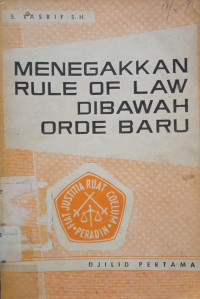 S. TASRIF S.H.
MENEGAKKAN
RULE OF LAW
DIBAWAH
ORDE BARU
FIAT JUSTITIA RUAT COELUM
• PERADIN •
DJILID PERTAMA